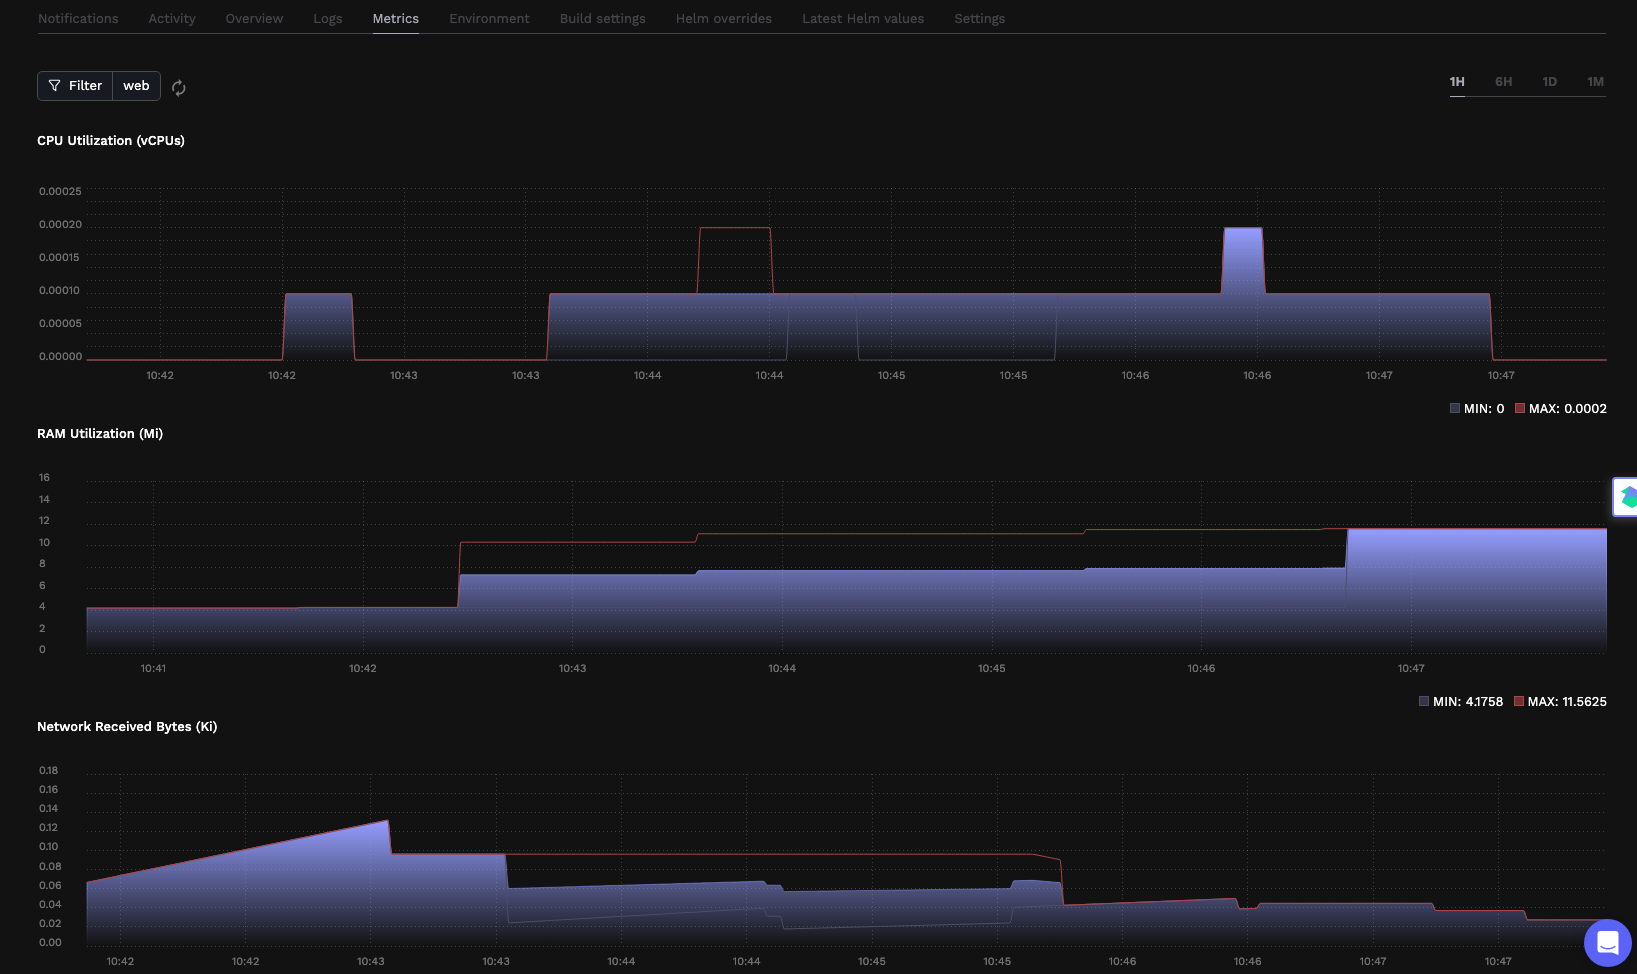 Notifications Activity Overview Logs Metrics Environment Build settings Helm overrides Latest Helm values Settings
Filter web
1H 6H 1D 1M
CPU Utilization (vCPUs)
0.00025
0.00020
0.00015
0.00010
0.00005
0.00000
10:42 10:42 10:43 10:43 10:44 10:44 10:45 10:45 10:46 10:46 10:47 10:47
MIN: 0 MAX: 0.0002
RAM Utilization (Mi)
16
14
12
10
8
6
4
2
0
10:41 10:42 10:43 10:44 10:45 10:46 10:47
MIN: 4.1758 MAX: 11.5625
Network Received Bytes (Ki)
0.18
0.16
0.14
0.12
0.10
0.08
0.06
0.04
0.02
0.00
10:42 10:42 10:43 10:43 10:44 10:44 10:45 10:45 10:46 10:46 10:47 10:47